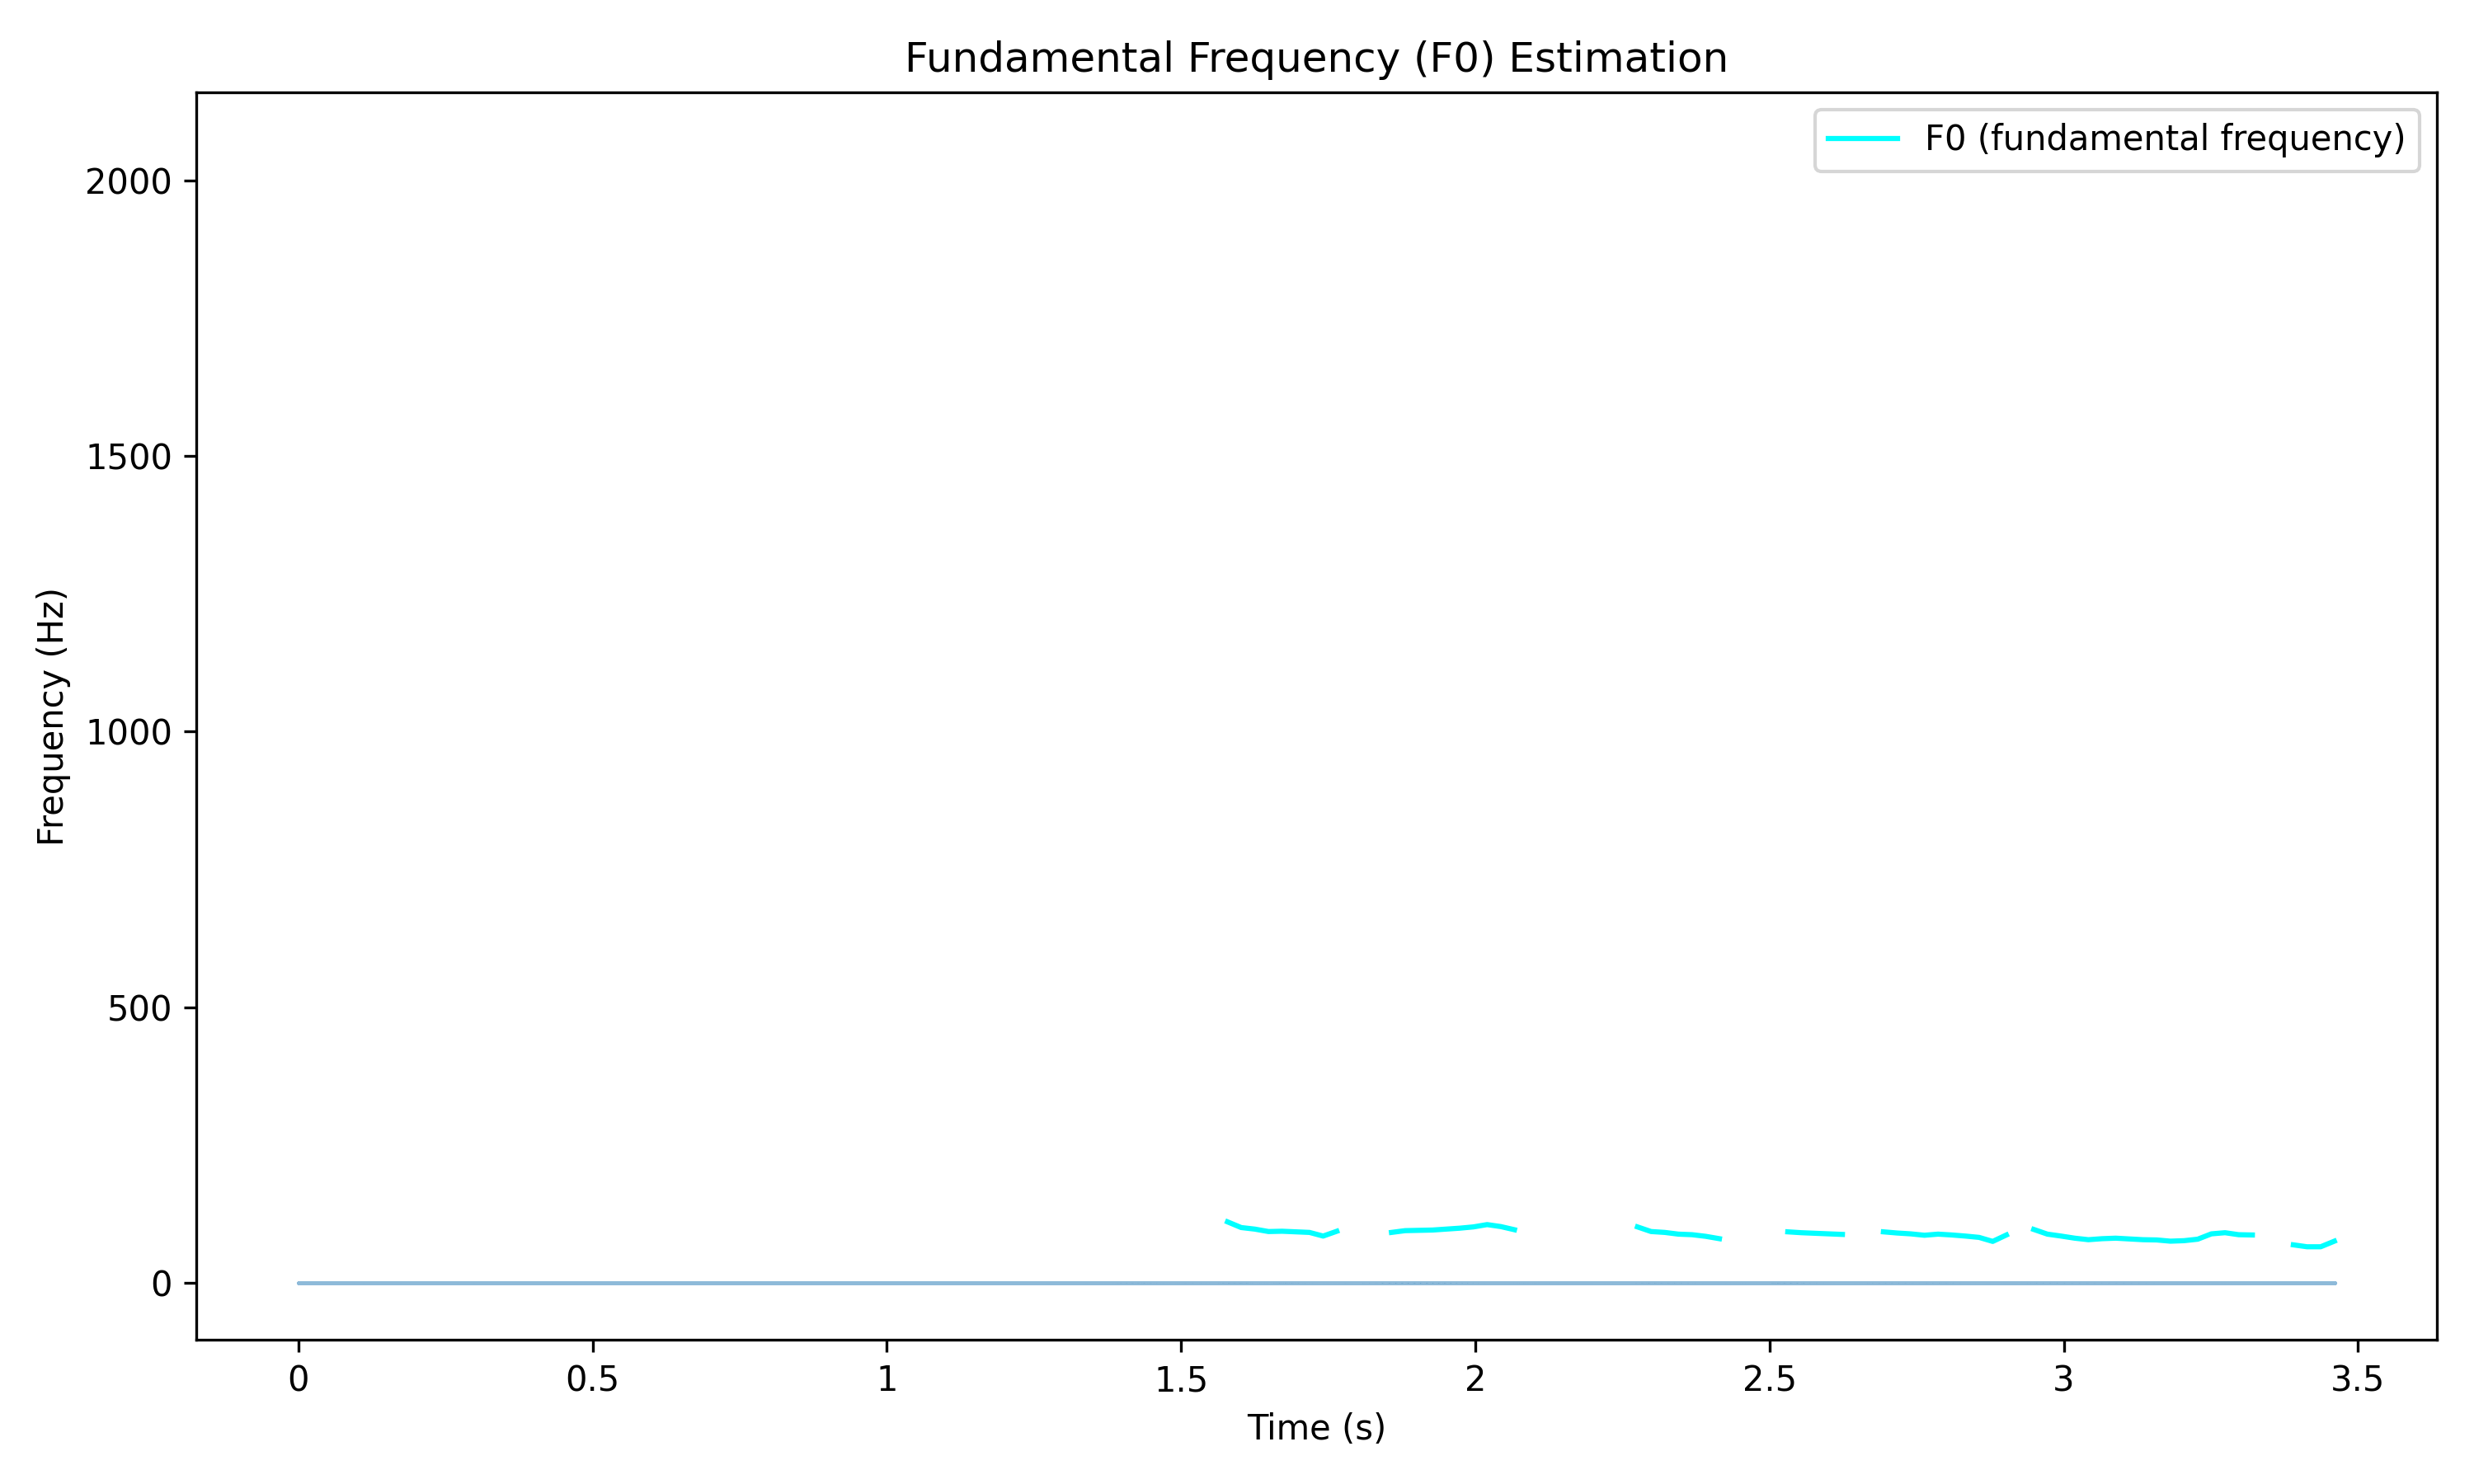 Fundamental Frequency (F0) Estimation
F0 (fundamental frequency)
2000
1500
1000
500
0
Frequency (Hz)
0 0.5 1 1.5 2 2.5 3 3.5
Time (s)